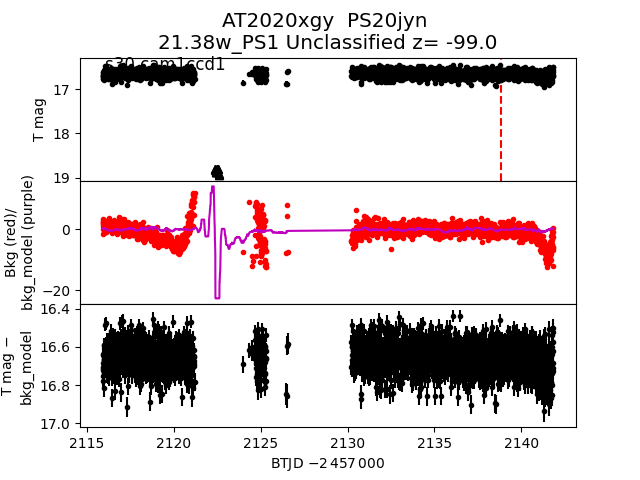 AT2020xgy PS20jyn
21.38w_PS1 Unclassified z= -99.0
s30 cam1ccd1
17
18
19
T mag
0
−20
Bkg (red)/
bkg_model (purple)
16.4
16.6
16.8
17.0
T mag −
bkg_model
2115
2120
2125
2130
2135
2140
BTJD −2 457 000